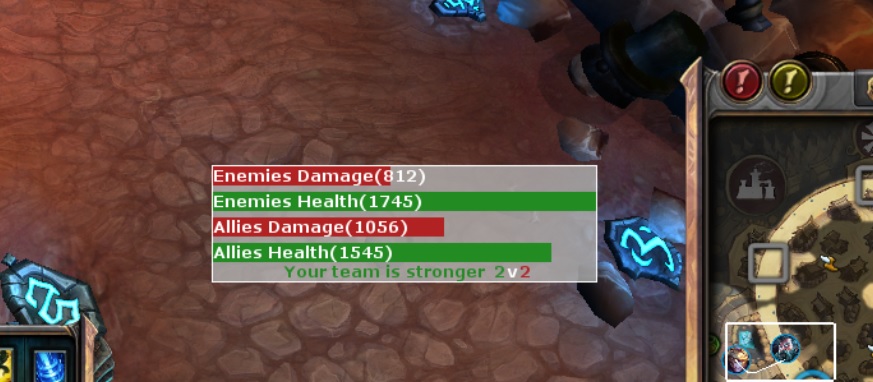 Enemies Damage(812)
Enemies Health(1745)
Allies Damage(1056)
Allies Health(1545)
Your team is stronger 2v2